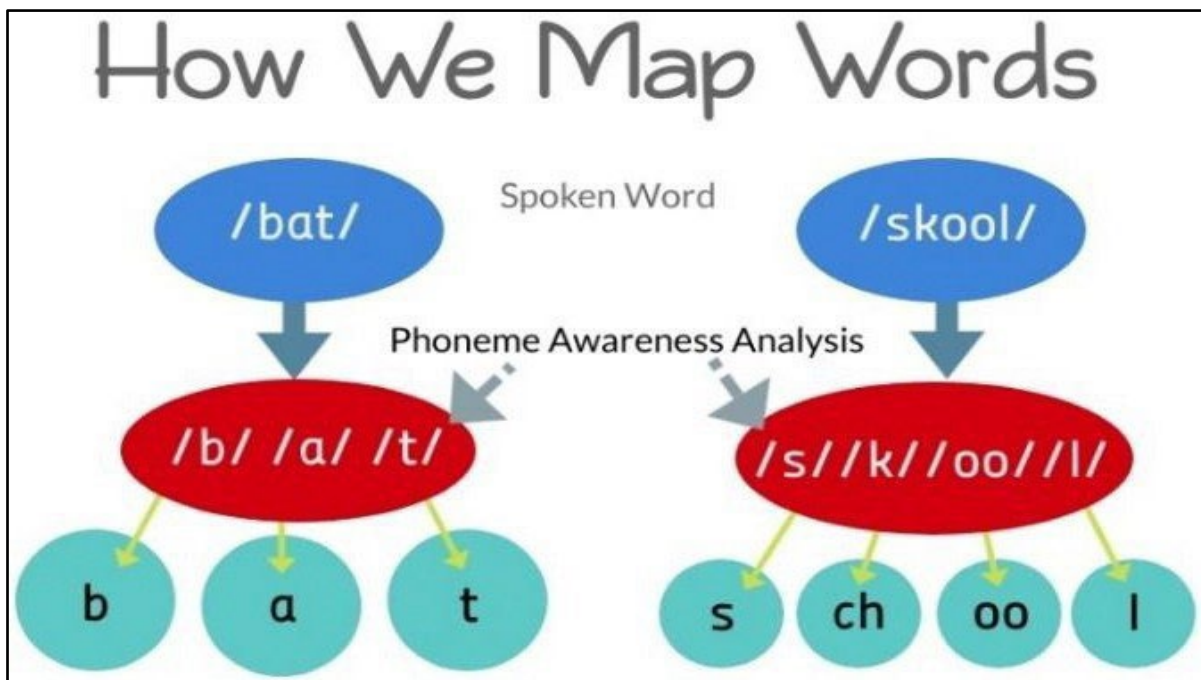 How We Map Words
Spoken Word
/bat/
/skool/
Phoneme Awareness Analysis
/b/ /a/ /t/
/s//k//oo//l/
b a t
s ch oo l